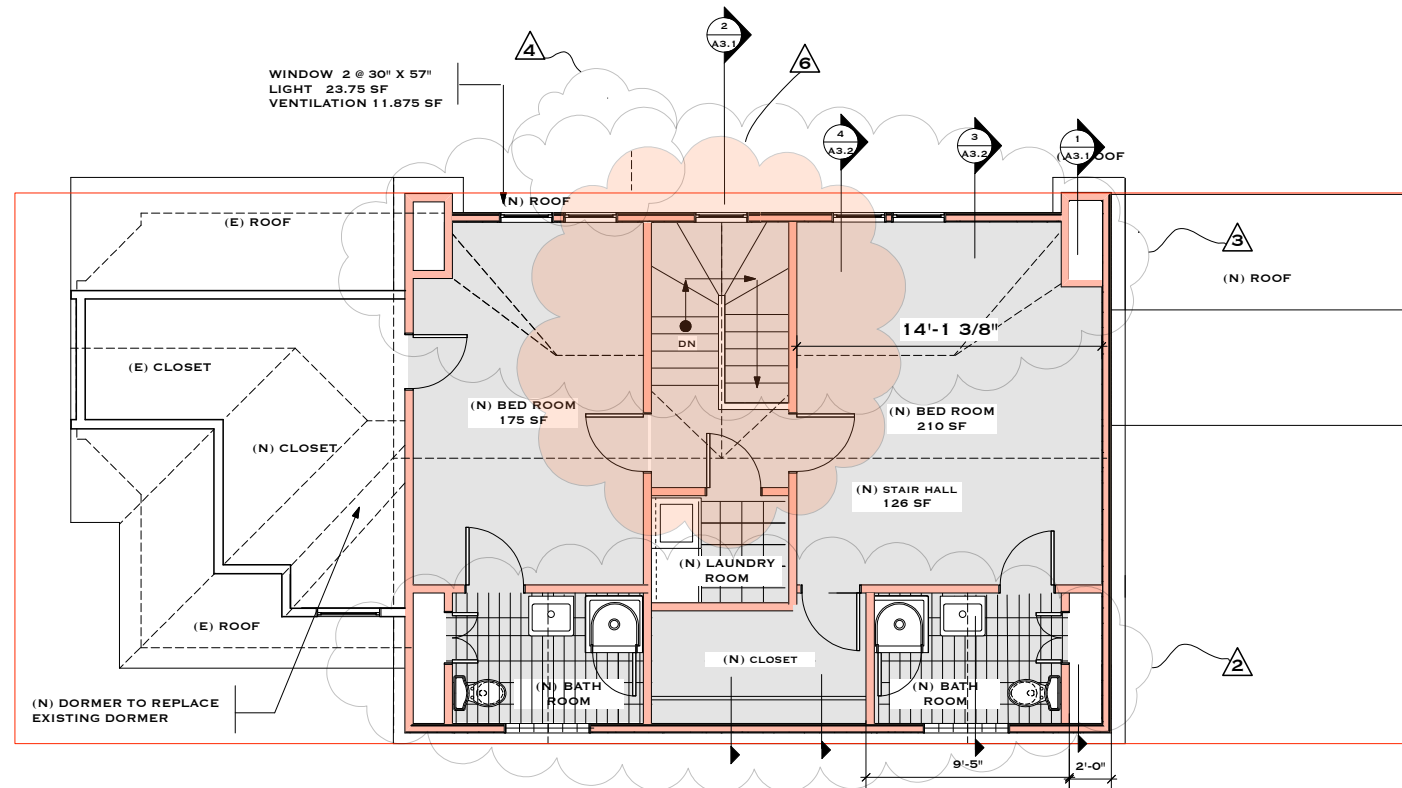 2
A3.1
4
6
WINDOW 2 @ 30" X 57"
LIGHT 23.75 SF
VENTILATION 11.875 SF
4
A3.2
3
A3.2
1
A3.1
(N) ROOF
(E) ROOF
3
(N) ROOF
14'-1 3/8"
DN
(E) CLOSET
(N) BED ROOM
175 SF
(N) BED ROOM
210 SF
(N) CLOSET
(N) STAIR HALL
126 SF
(N) LAUNDRY
ROOM
(E) ROOF
(N) CLOSET
2
(N) BATH
ROOM
(N) BATH
ROOM
(N) DORMER TO REPLACE
EXISTING DORMER
9'-5"
2'-0"